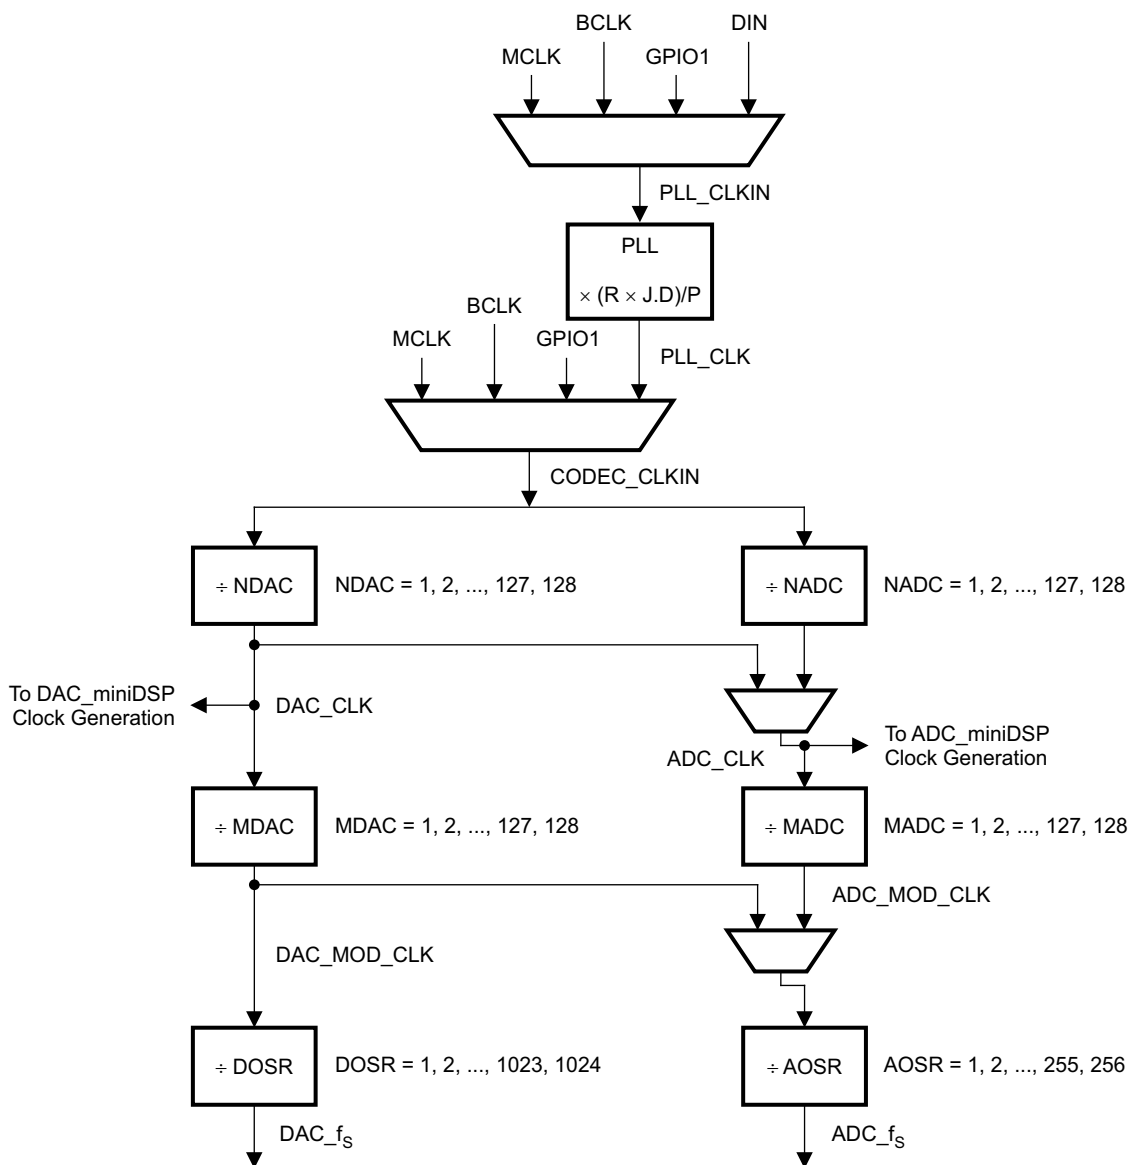 BCLK
DIN
MCLK
GPIO1
PLL_CLKIN
PLL
× (R × J.D)/P
BCLK
MCLK
GPIO1
PLL_CLK
CODEC_CLKIN
÷ NDAC
NDAC = 1, 2, ..., 127, 128
÷ NADC
NADC = 1, 2, ..., 127, 128
To DAC_miniDSP
Clock Generation
DAC_CLK
To ADC_miniDSP
Clock Generation
ADC_CLK
÷ MDAC
MDAC = 1, 2, ..., 127, 128
÷ MADC
MADC = 1, 2, ..., 127, 128
ADC_MOD_CLK
DAC_MOD_CLK
÷ DOSR
DOSR = 1, 2, ..., 1023, 1024
÷ AOSR
AOSR = 1, 2, ..., 255, 256
DAC_fS
ADC_fS